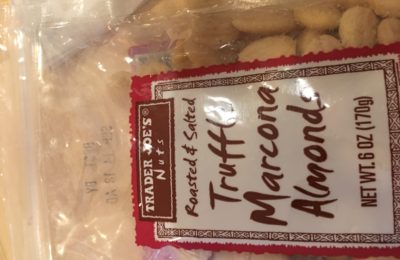 TRADER JOE'S
Nuts
Roasted & Salted
Truffle
Marcona
Almonds
NET WT. 6 OZ (170g)